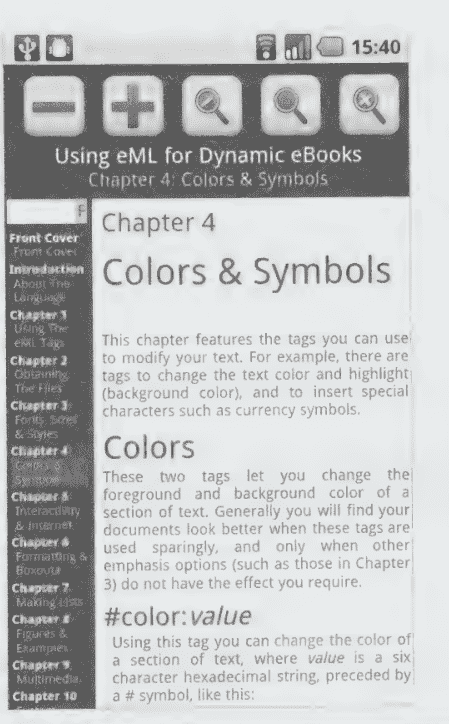 15:40
Using eML for Dynamic eBooks
Chapter 4: Colors & Symbols
F
Front Cover
Front Cover
Introduction
About The
Language
Chapter 1
Using The
eML Tags
Chapter 2
Obtaining
The Files
Chapter 3
Fonts, Sizes
& Styles
Chapter 4
Colors &
Symbols
Chapter 5
Interactivity
& Internet
Chapter 6
Formatting &
Boxouts
Chapter 7
Making Lists
Chapter 8
Figures &
Examples
Chapter 9
Multimedia
Chapter 10
Chapter 4
Colors & Symbols
This chapter features the tags you can use
to modify your text. For example, there are
tags to change the text color and highlight
(background color), and to insert special
characters such as currency symbols.
Colors
These two tags let you change the
foreground and background color of a
section of text. Generally you will find your
documents look better when these tags are
used sparingly, and only when other
emphasis options (such as those in Chapter
3) do not have the effect you require.
#color:value
Using this tag you can change the color of
a section of text, where value is a six
character hexadecimal string, preceded by
a # symbol, like this: